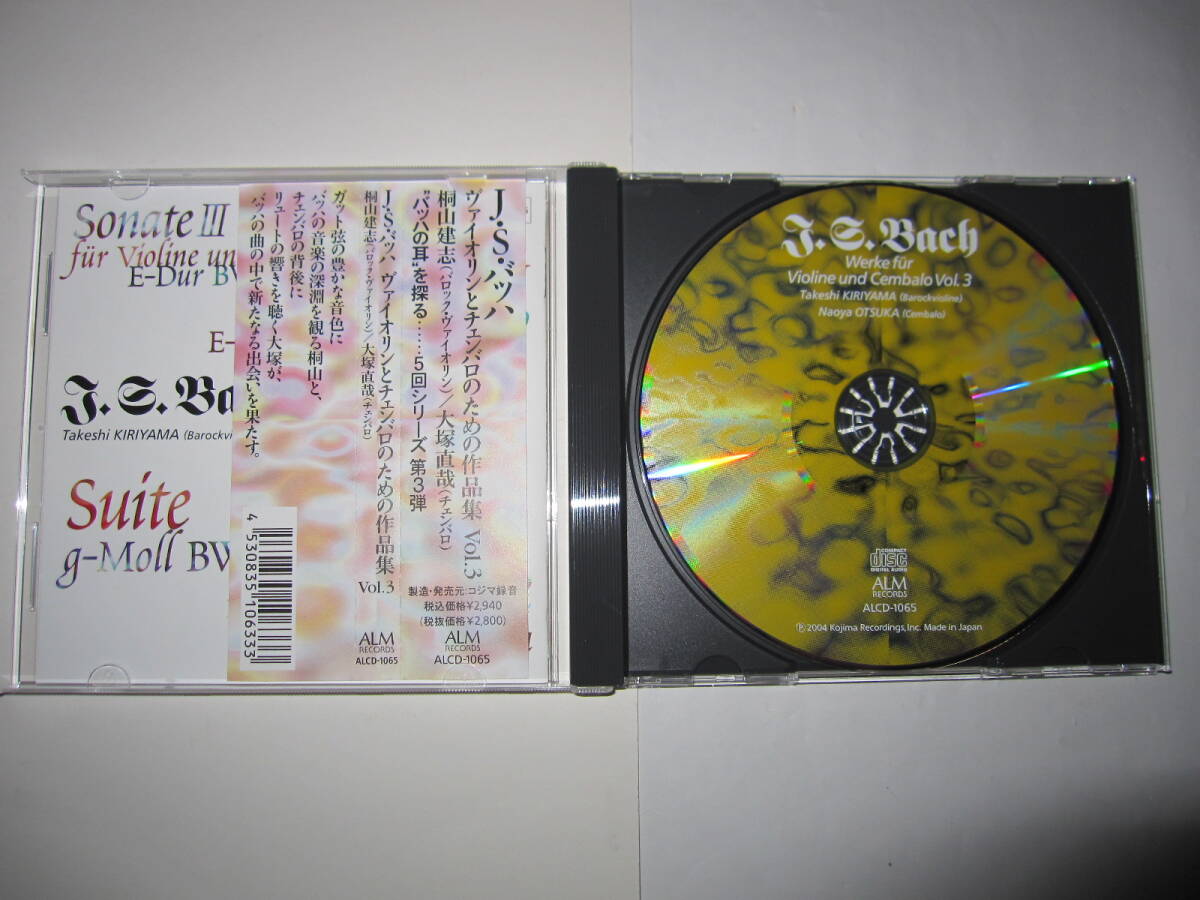 Sonate III
für Violine un
E-Dur BV
E-
J. S. Bac
Takeshi KIRIYAMA (Barockvi
Suite
g-Moll BW
J.S.バッハ
ヴァイオリンとチェンバロのための作品集 Vol.3
桐山建志(バロック・ヴァイオリン)／大塚直哉(チェンバロ)
"バッハの耳"を探る……5回シリーズ 第3弾
製造・発売元:コジマ録音
税込価格¥2,940
(税抜価格¥2,800)
ALM
RECORDS
ALCD-1065
J.S.バッハ ヴァイオリンとチェンバロのための作品集 Vol.3
桐山建志(バロック・ヴァイオリン)／大塚直哉(チェンバロ)
ALM
RECORDS
ALCD-1065
ガット弦の豊かな音色に
バッハの音楽の深淵を観る桐山と、
チェンバロの背後に
リュートの響きを聴く大塚が、
バッハの曲の中で新たなる出会いを果たす。
4 530835 106333
J. S. Bach
Werke für
Violine und Cembalo Vol. 3
Takeshi KIRIYAMA (Barockvioline)
Naoya OTSUKA (Cembalo)
COMPACT
disc
DIGITAL AUDIO
ALM
RECORDS
ALCD-1065
℗2004 Kojima Recordings, Inc. Made in Japan